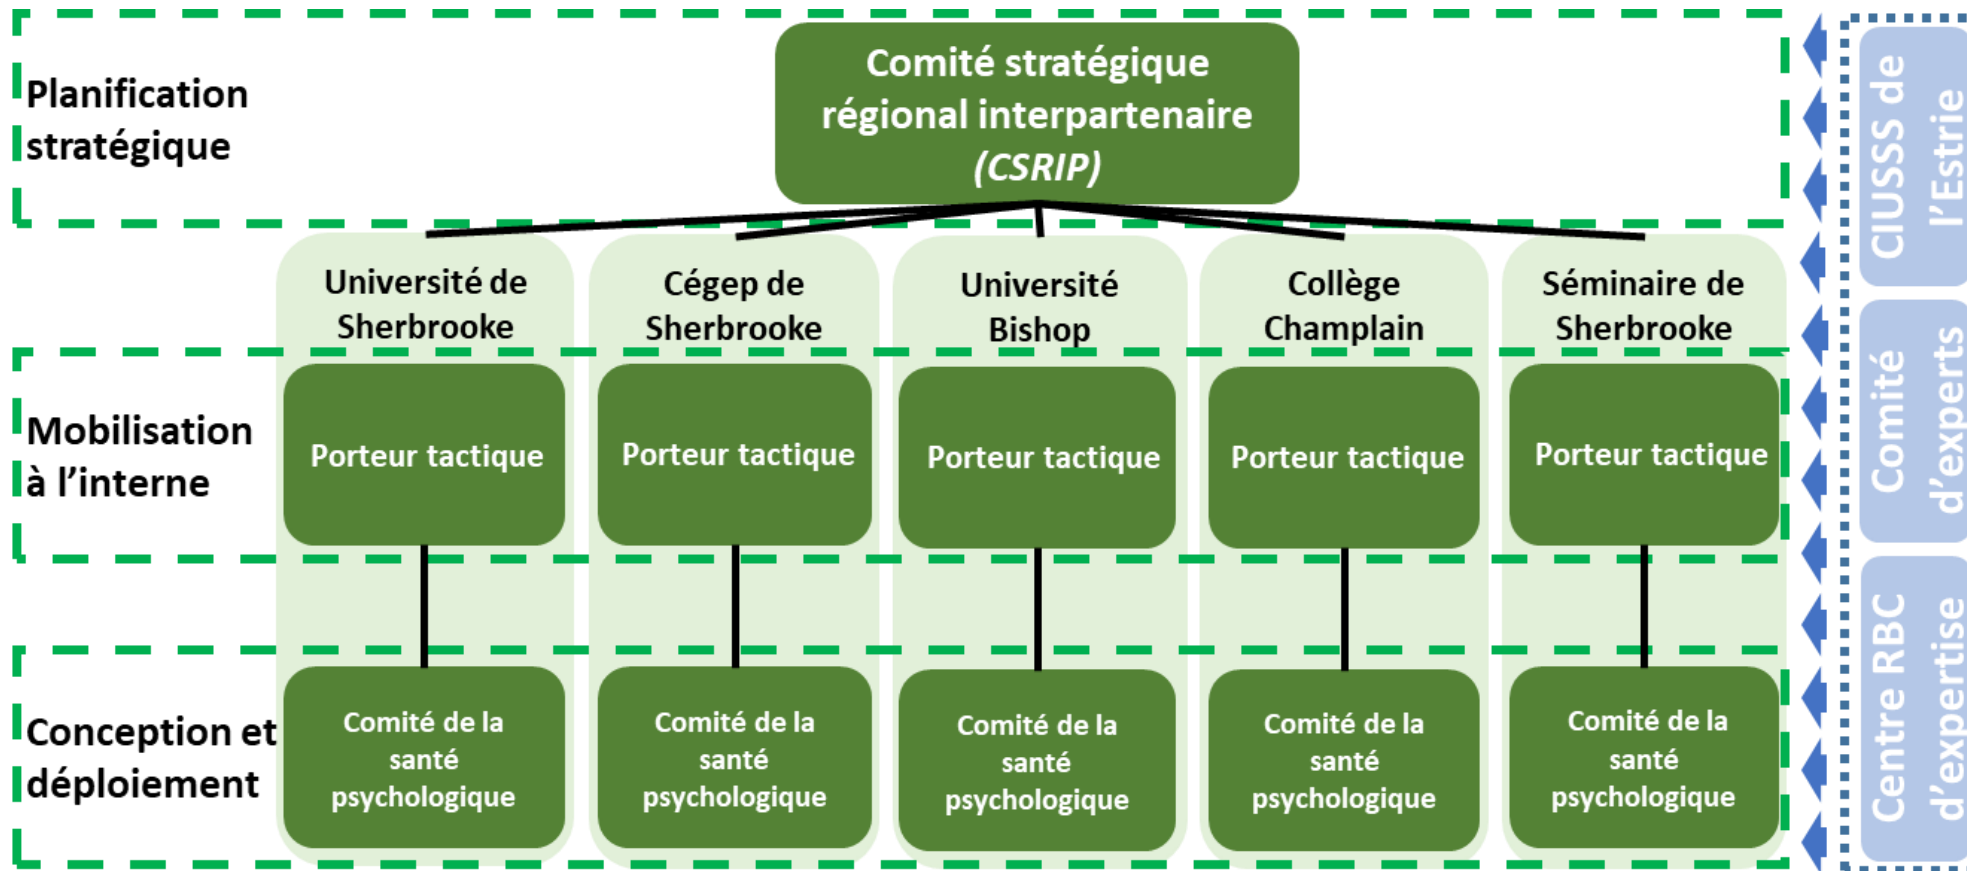 Planification
stratégique
Comité stratégique
régional interpartenaire
(CSRIP)
Université de
Sherbrooke
Cégep de
Sherbrooke
Université
Bishop
Collège
Champlain
Séminaire de
Sherbrooke
Mobilisation
à l’interne
Porteur tactique
Porteur tactique
Porteur tactique
Porteur tactique
Porteur tactique
Conception et
déploiement
Comité de la
santé
psychologique
Comité de la
santé
psychologique
Comité de la
santé
psychologique
Comité de la
santé
psychologique
Comité de la
santé
psychologique
CIUSSS de
l’Estrie
Comité
d’experts
Centre RBC
d’expertise